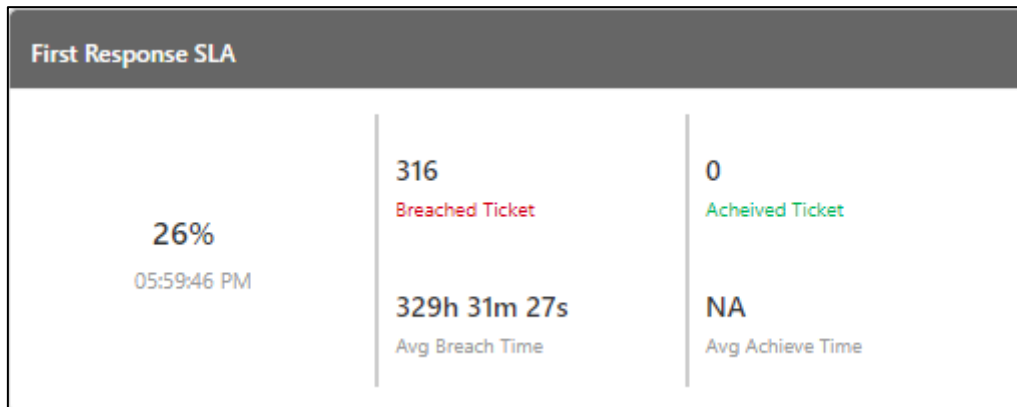 First Response SLA
26%
05:59:46 PM
316
Breached Ticket
329h 31m 27s
Avg Breach Time
0
Acheived Ticket
NA
Avg Achieve Time